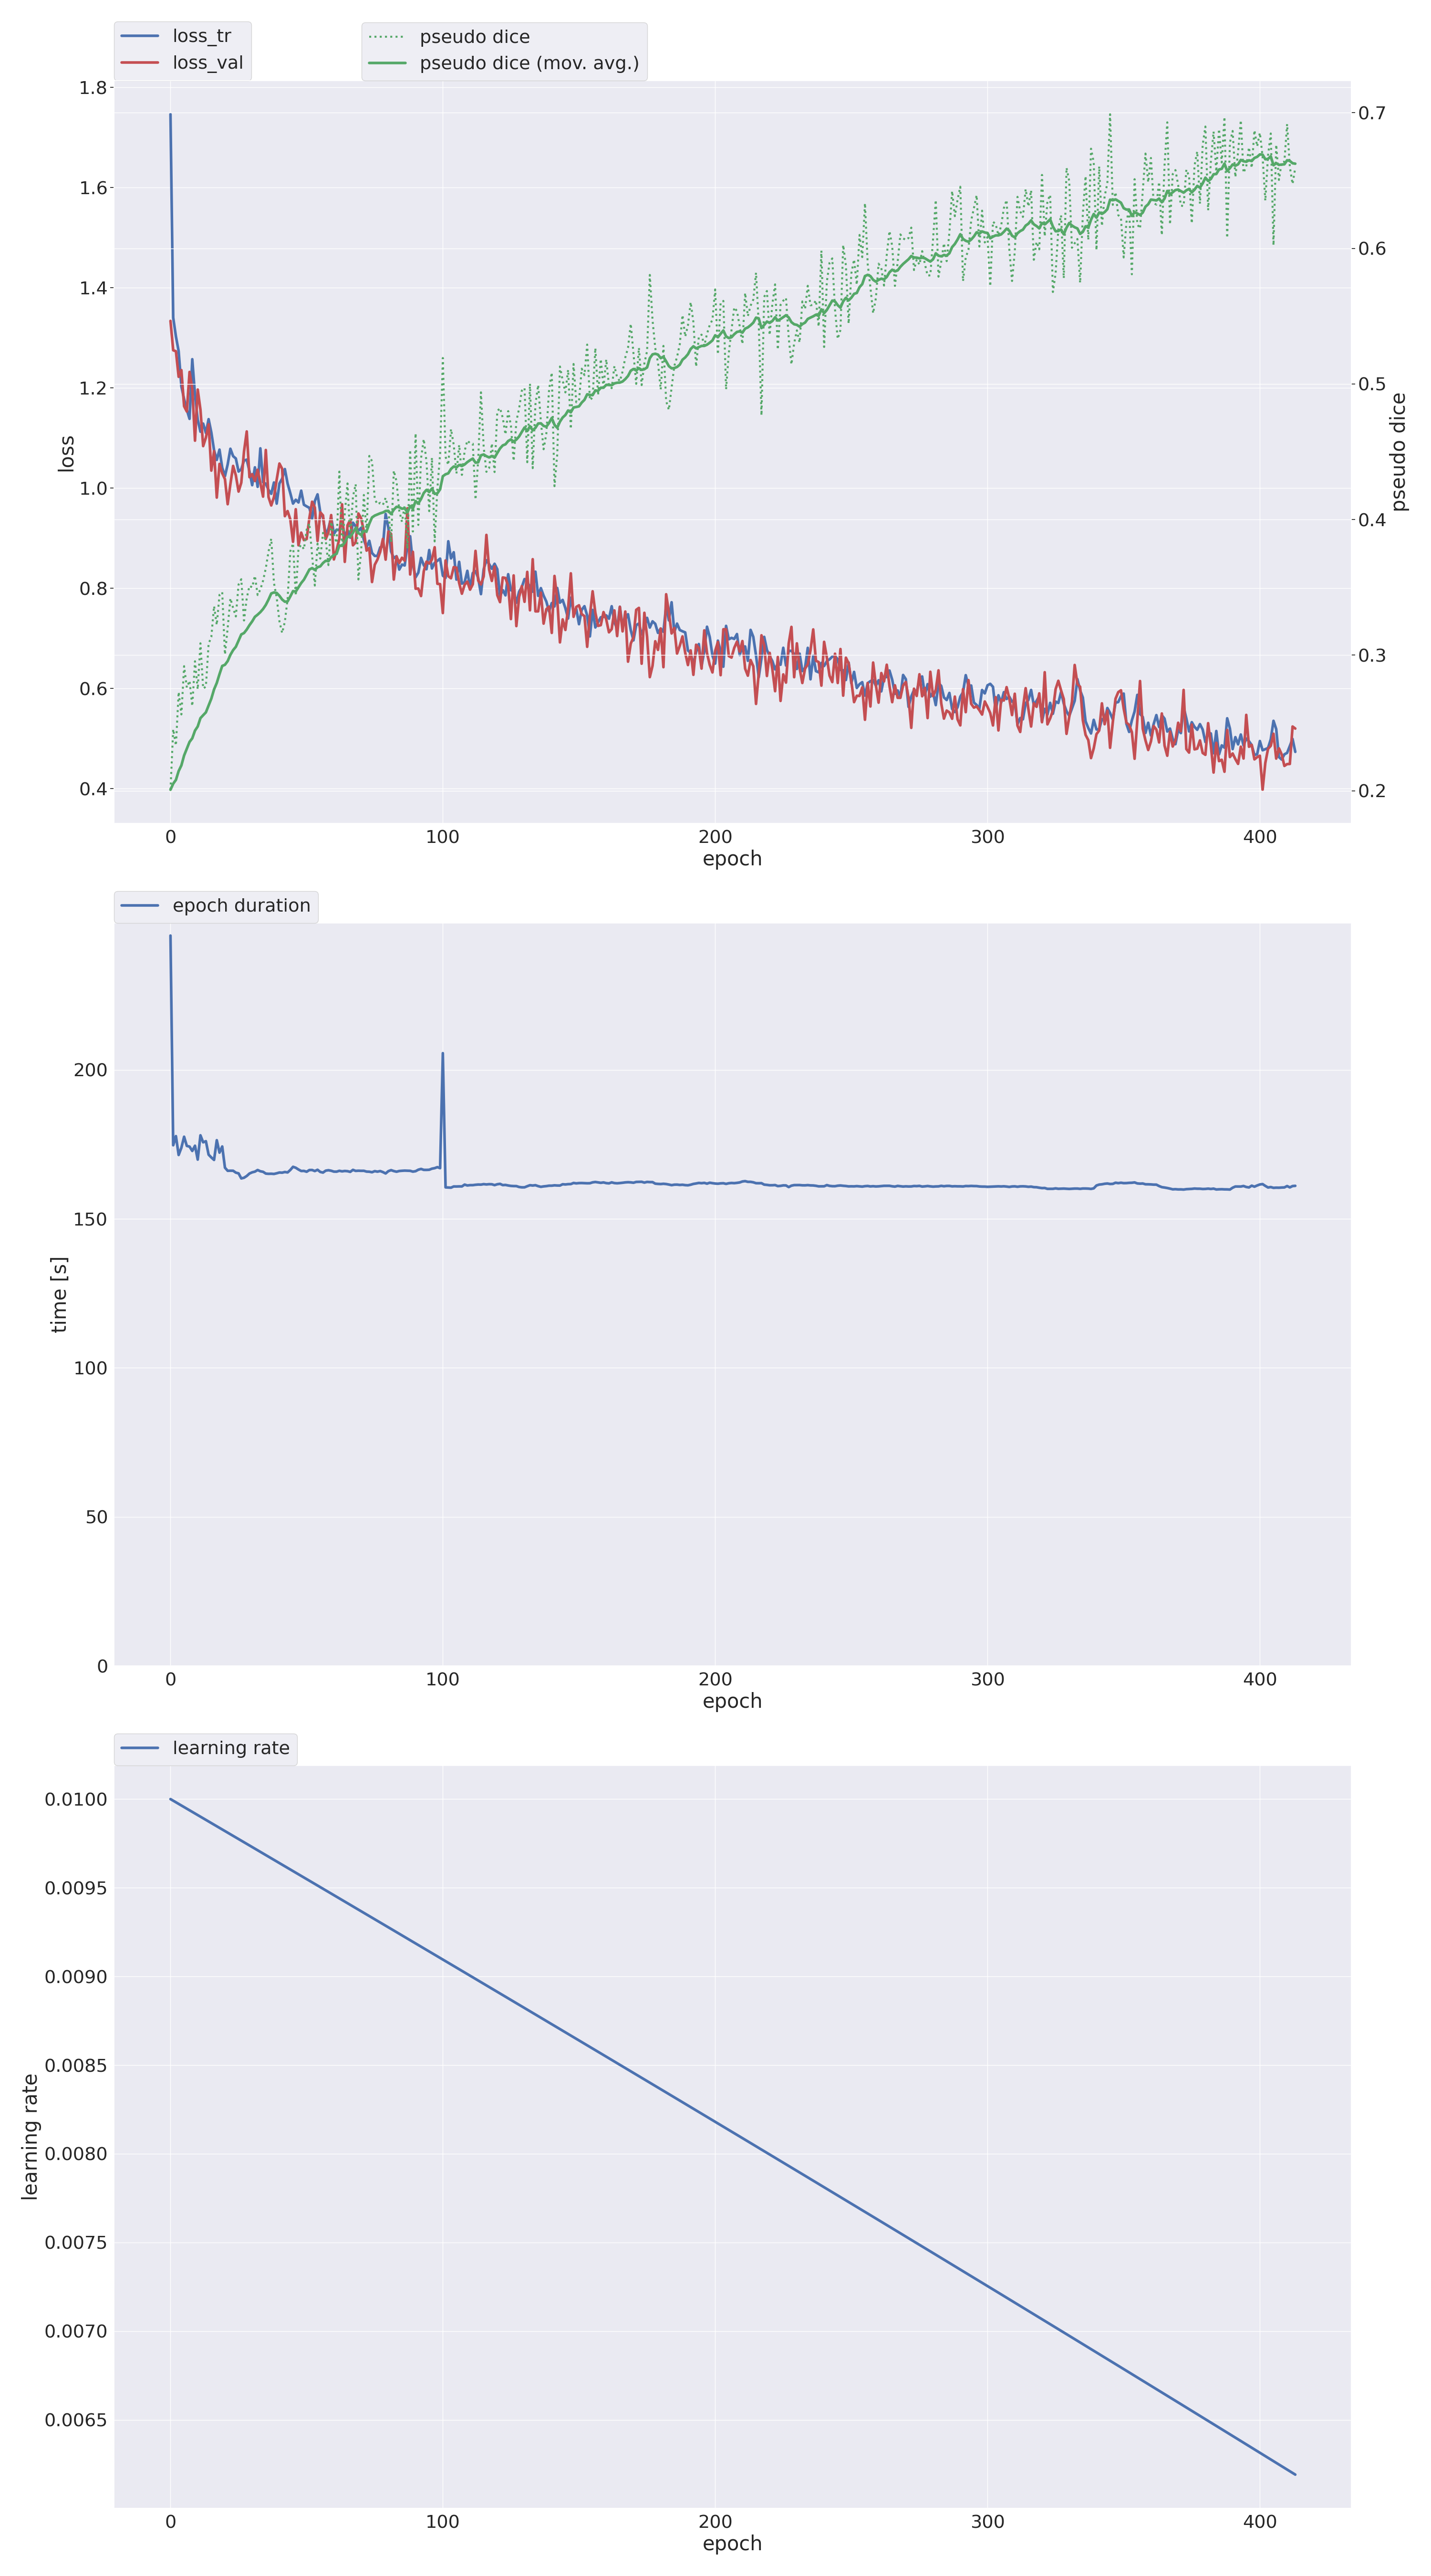 loss_tr
loss_val
pseudo dice
pseudo dice (mov. avg.)
1.8
1.6
1.4
1.2
1.0
0.8
0.6
0.4
loss
0.7
0.6
0.5
0.4
0.3
0.2
pseudo dice
0 100 200 300 400
epoch
epoch duration
200
150
100
50
0
time [s]
0 100 200 300 400
epoch
learning rate
0.0100
0.0095
0.0090
0.0085
0.0080
0.0075
0.0070
0.0065
learning rate
0 100 200 300 400
epoch